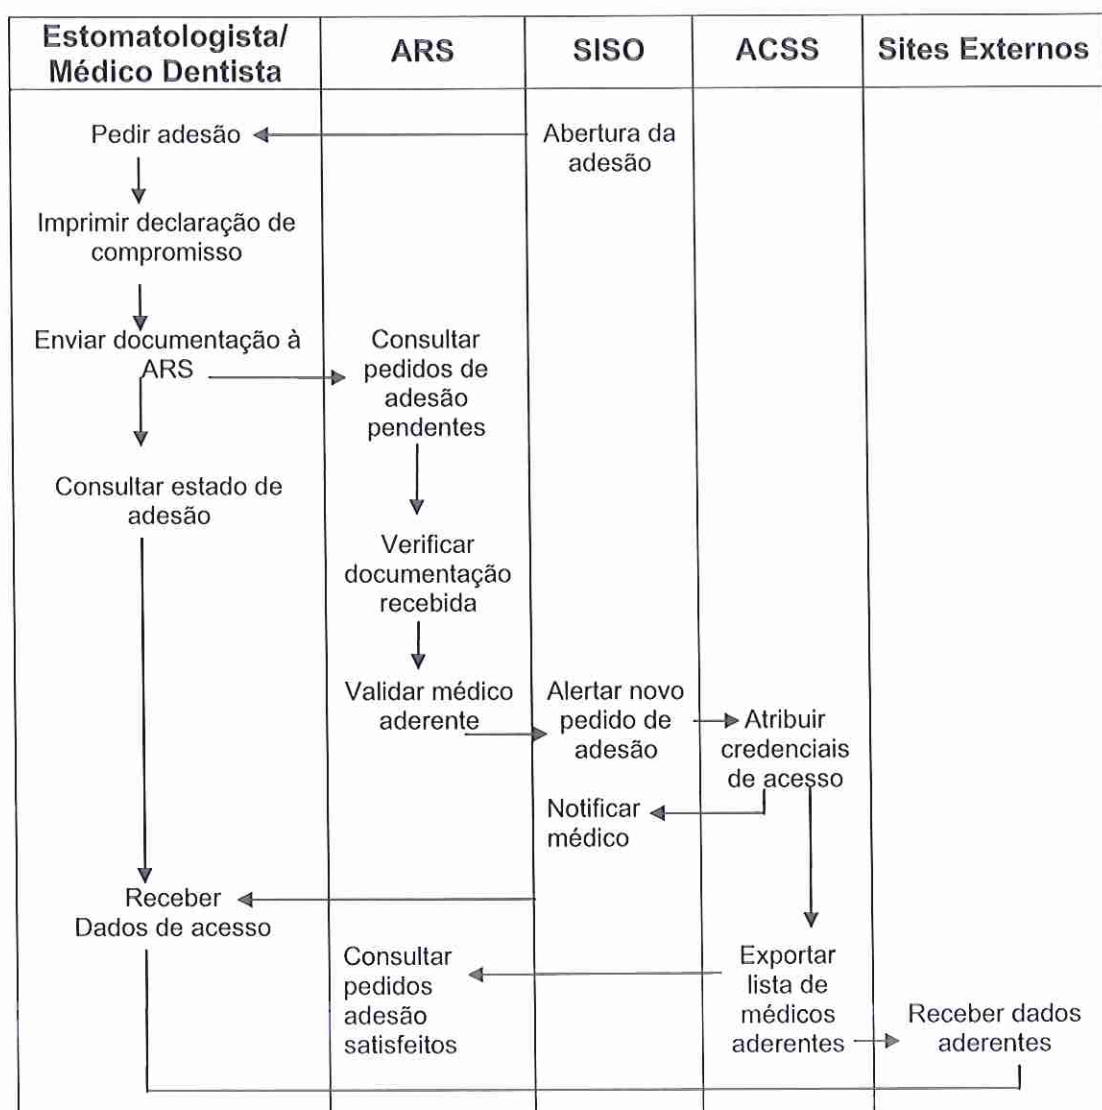 Estomatologista/
Médico Dentista
ARS
SISO
ACSS
Sites Externos
Pedir adesão
Abertura da
adesão
Imprimir declaração de
compromisso
Enviar documentação à
ARS
Consultar
pedidos de
adesão
pendentes
Consultar estado de
adesão
Verificar
documentação
recebida
Validar médico
aderente
Alertar novo
pedido de
adesão
Atribuir
credenciais
de acesso
Notificar
médico
Receber
Dados de acesso
Consultar
pedidos
adesão
satisfeitos
Exportar
lista de
médicos
aderentes
Receber dados
aderentes